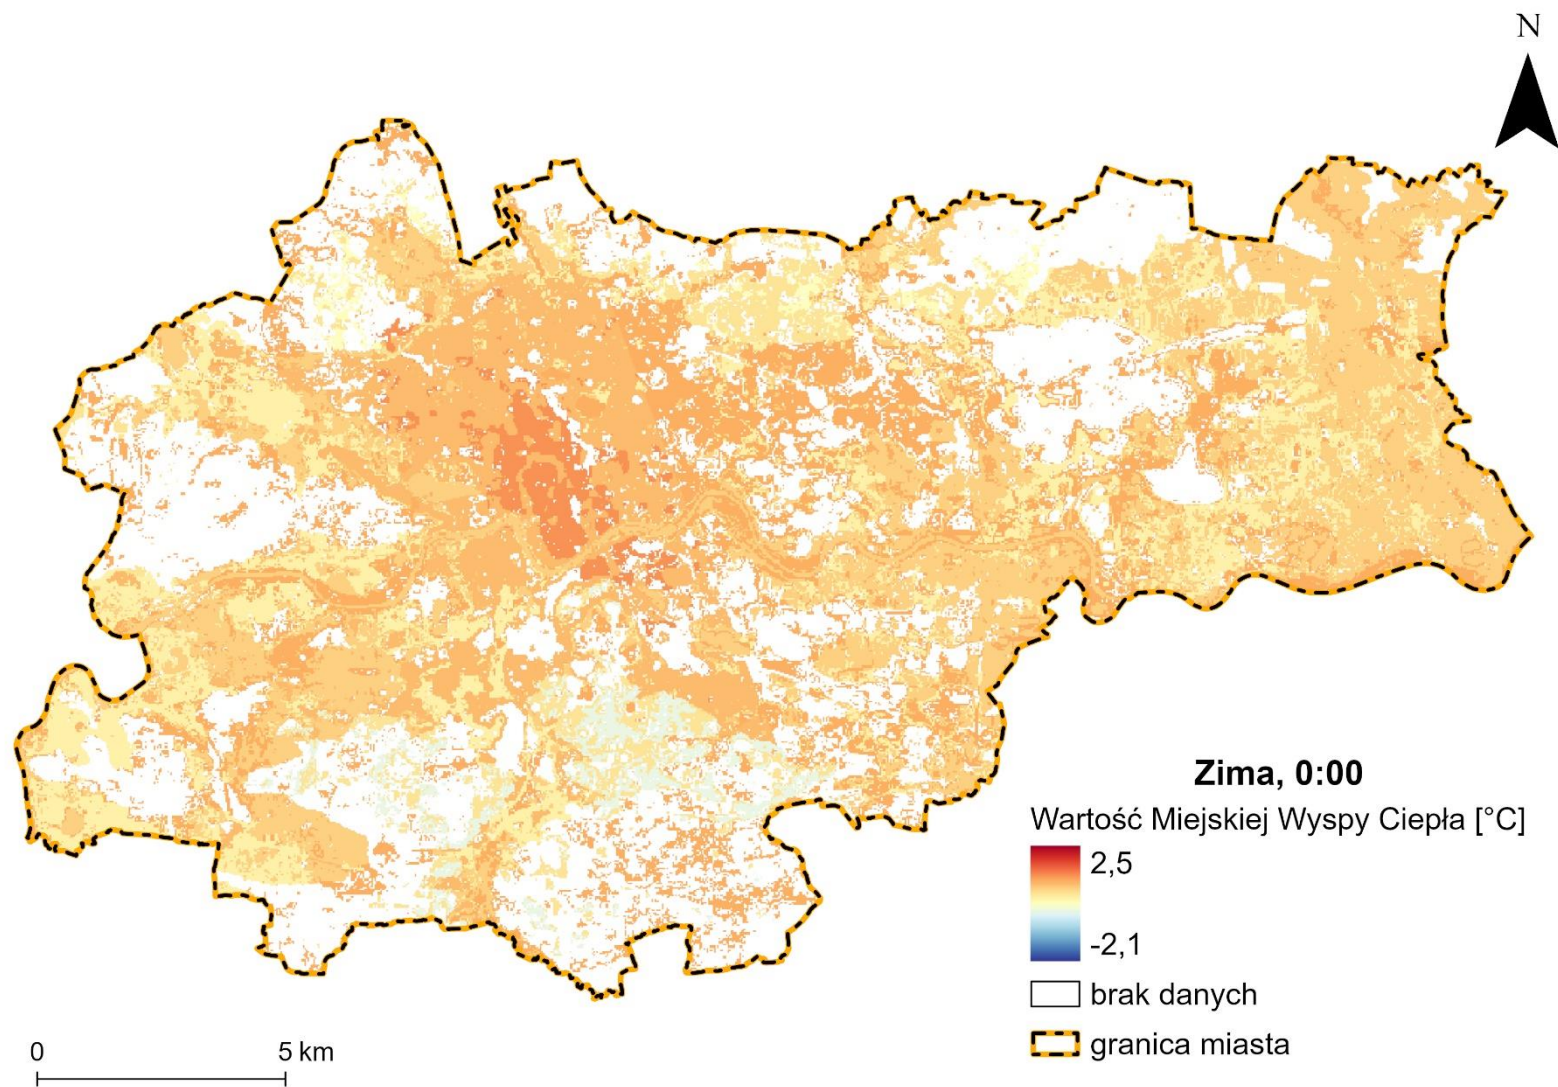 N
Zima, 0:00
Wartość Miejskiej Wyspy Ciepła [°C]
2,5
-2,1
brak danych
granica miasta
0 5 km